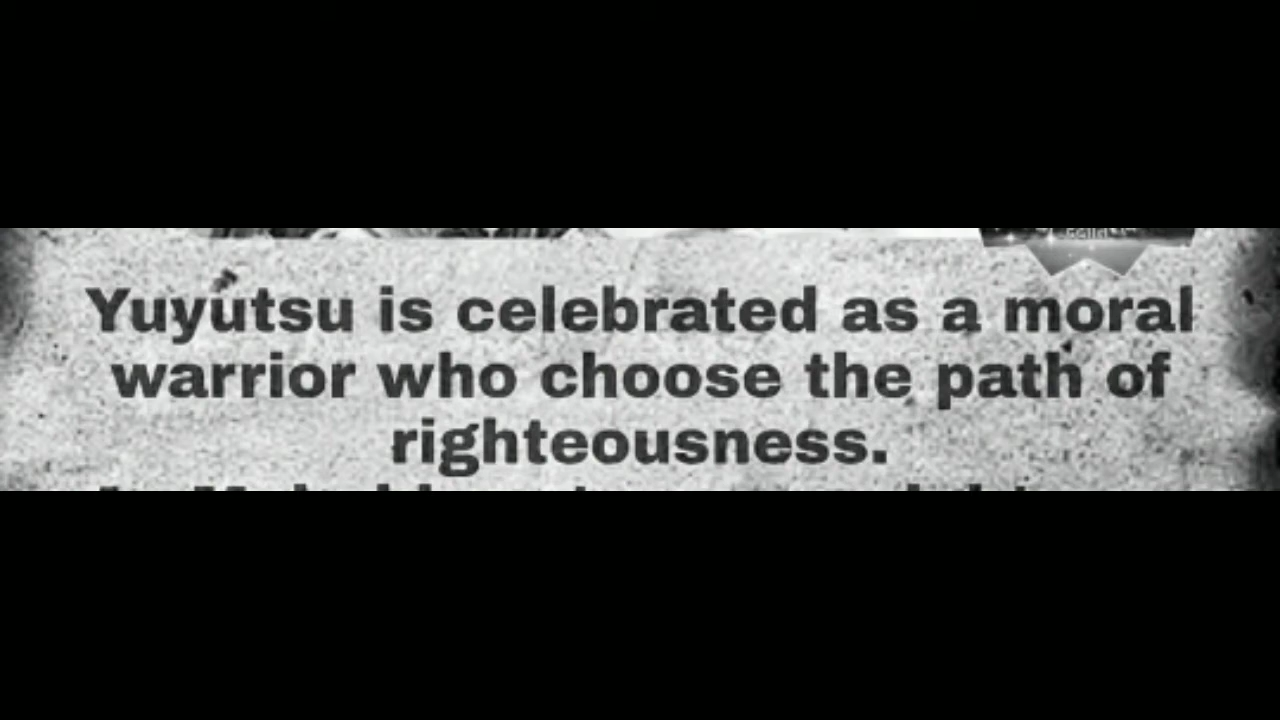 Yuyutsu is celebrated as a moral
warrior who choose the path of
righteousness.